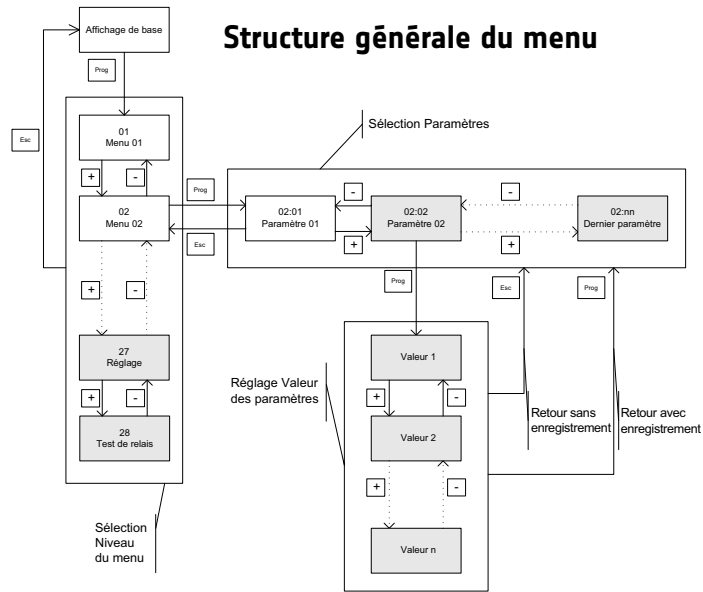 Structure générale du menu
Affichage de base
Prog
Esc
01
Menu 01
+
-
02
Menu 02
Prog
Esc
+
-
27
Réglage
+
-
28
Test de relais
Sélection
Niveau
du menu
Sélection Paramètres
02:01
Paramètre 01
-
+
02:02
Paramètre 02
-
+
02:nn
Dernier paramètre
Prog
Esc
Prog
Réglage Valeur
des paramètres
Valeur 1
+
-
Valeur 2
+
-
Valeur n
Retour sans
enregistrement
Retour avec
enregistrement